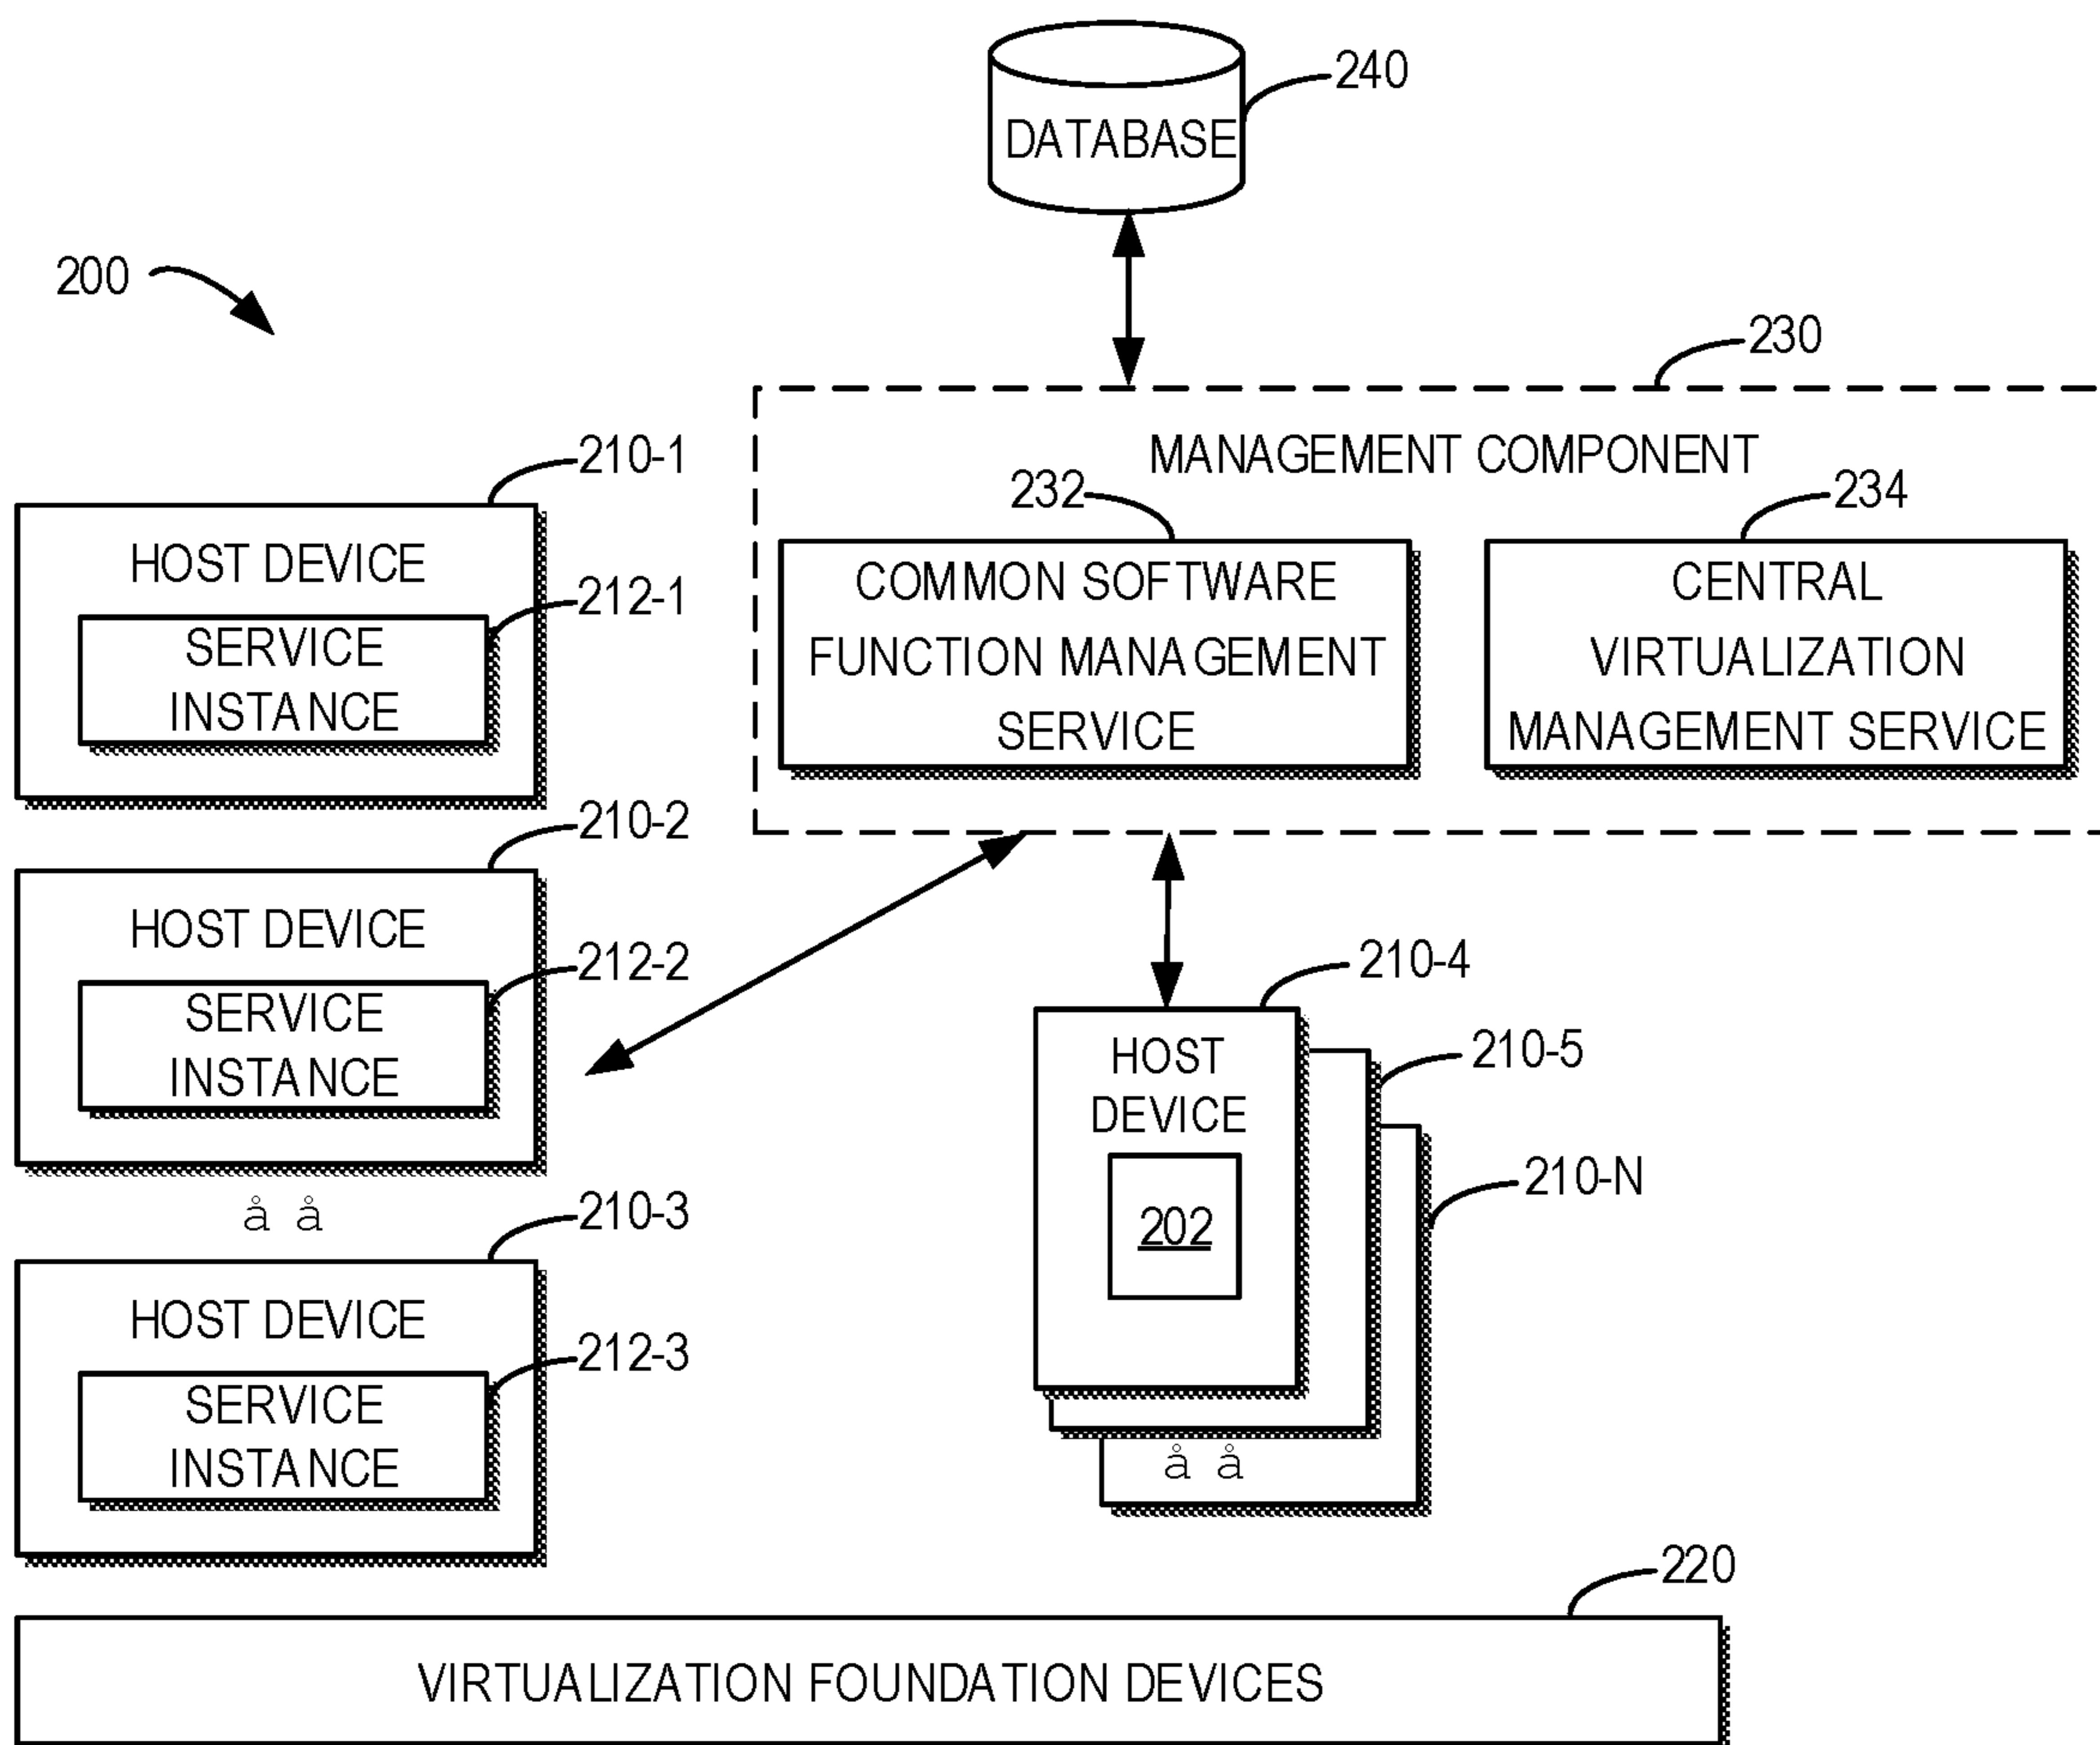 DATABASE
240
200
230
MANAGEMENT COMPONENT
232
234
COMMON SOFTWARE
FUNCTION MANAGEMENT
SERVICE
CENTRAL
VIRTUALIZATION
MANAGEMENT SERVICE
210-1
HOST DEVICE
212-1
SERVICE
INSTANCE
210-2
HOST DEVICE
212-2
SERVICE
INSTANCE
å å
210-3
HOST DEVICE
212-3
SERVICE
INSTANCE
210-4
HOST
DEVICE
202
210-5
210-N
å å
220
VIRTUALIZATION FOUNDATION DEVICES